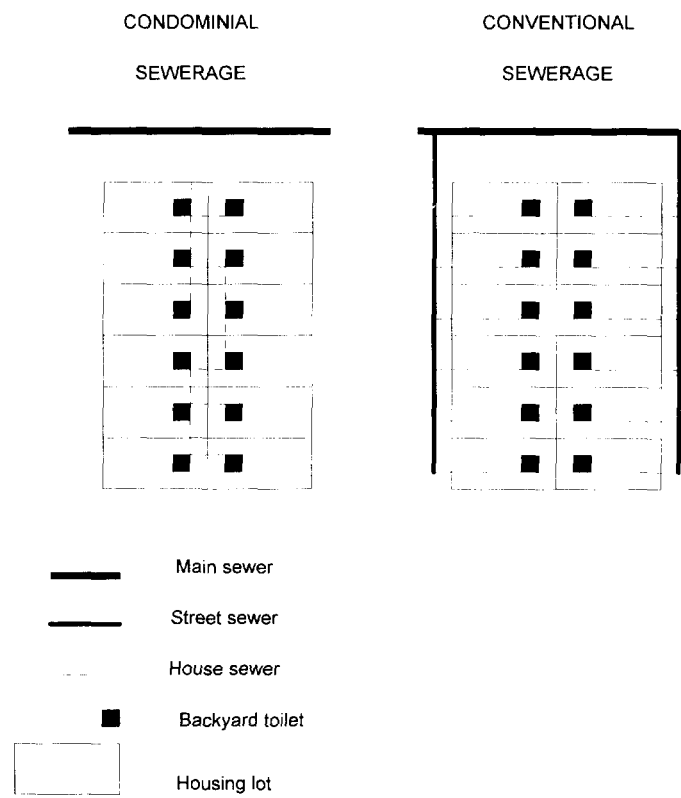 CONDOMINIAL
SEWERAGE
CONVENTIONAL
SEWERAGE
Main sewer
Street sewer
House sewer
Backyard toilet
Housing lot